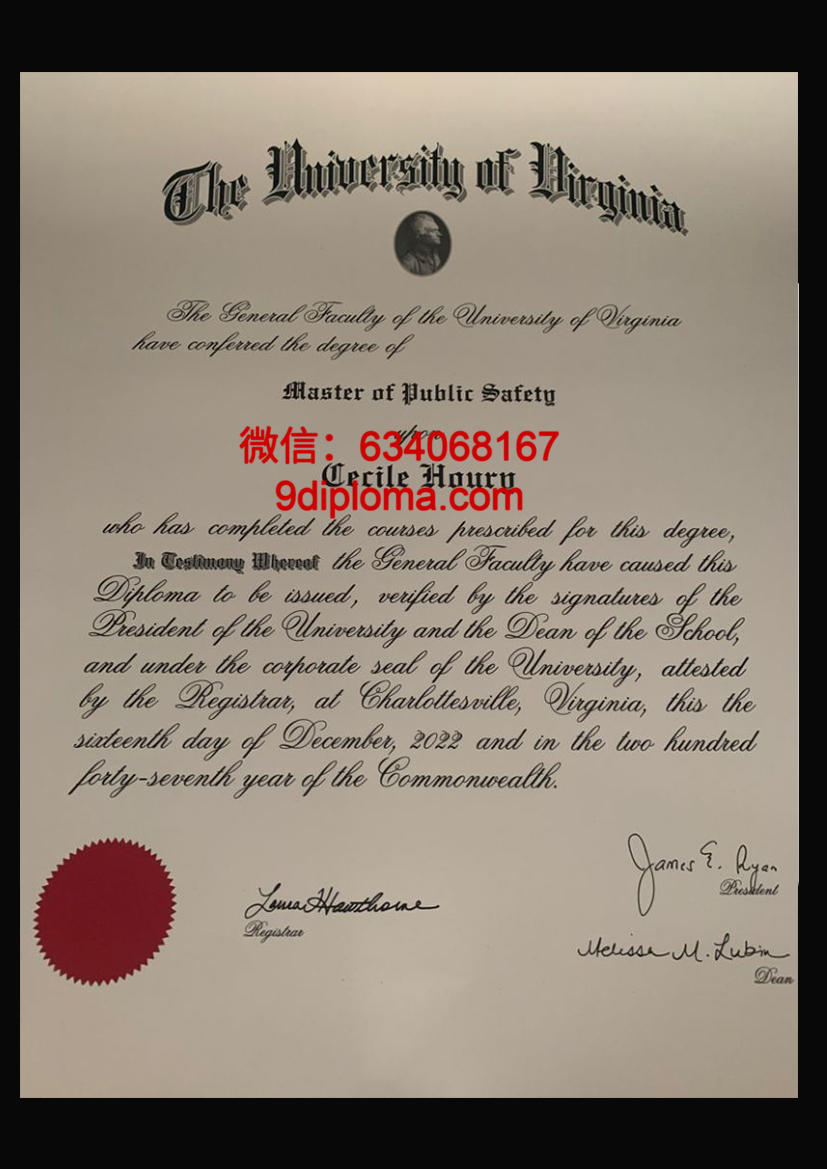 The University of Virginia
The General Faculty of the University of Virginia
have conferred the degree of
Master of Public Safety
upon
微信：634068167
Cecile Houry
9diploma.com
who has completed the courses prescribed for this degree,
In Testimony Whereof the General Faculty have caused this
Diploma to be issued, verified by the signatures of the
President of the University and the Dean of the School,
and under the corporate seal of the University, attested
by the Registrar, at Charlottesville, Virginia, this the
sixteenth day of December, 2022 and in the two hundred
forty-seventh year of the Commonwealth.
James E. Ryan
President
Laura Hawthorne
Registrar
Melissa M. Lubin
Dean